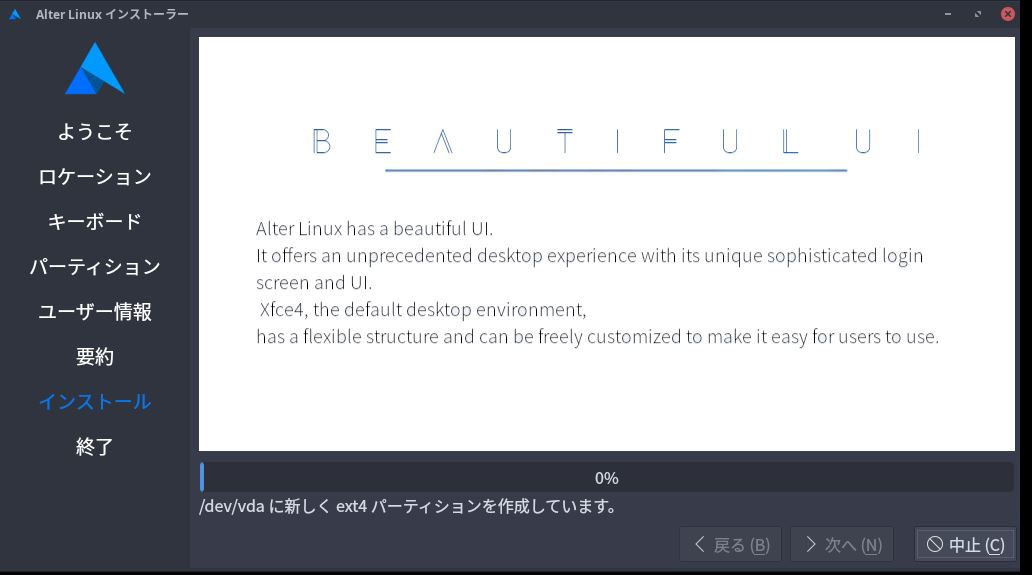 Alter Linux インストーラー
ようこそ
ロケーション
キーボード
パーティション
ユーザー情報
要約
インストール
終了
BEAUTIFUL UI
Alter Linux has a beautiful UI.
It offers an unprecedented desktop experience with its unique sophisticated login
screen and UI.
Xfce4, the default desktop environment,
has a flexible structure and can be freely customized to make it easy for users to use.
0%
/dev/vda に新しく ext4 パーティションを作成しています。
戻る (B)
次へ (N)
中止 (C)